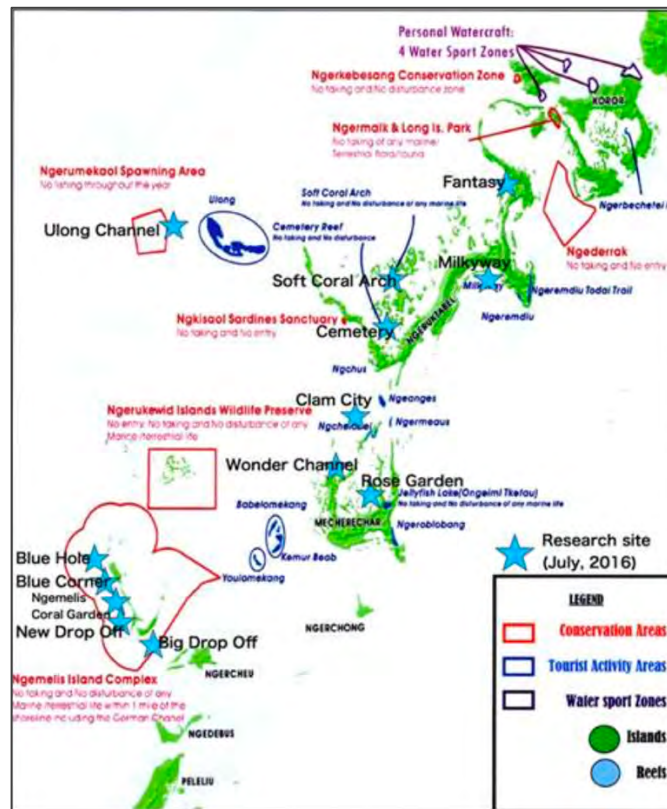 Personal Watercraft:
4 Water Sport Zones
Ngerkebesang Conservation Zone
No taking and No disturbance zone
KOROR
Ngermalk & Long Is. Park
No taking of any marine/
Terrestrial flora/fauna
Ngerumekaol Spawning Area
No fishing throughout the year
Ulong
Soft Coral Arch
No taking and No disturbance of any marine life
Fantasy
Ngerbechetel
Ulong Channel
Cemetery Reef
No taking and No disturbance
Ngederrak
No taking and No entry
Milkyway
Soft Coral Arch
Ngeremdiu Todai Trail
Ngkisaol Sardines Sanctuary
No taking and No entry
Cemetery
NGERUKTABEL
Ngeremdiu
Ngchus
Clam City
Ngeanges
Ngermeaus
Ngerukewid Islands Wildlife Preserve
No entry, No taking and No disturbance of any
Marine/terrestrial life
Wonder Channel
Rose Garden
Jellyfish Lake(Ongeiml Tketau)
No taking and No disturbance of any marine life
Babelomekang
MECHERECHAR
Ngeroblobang
Kemur Beab
Youlomekang
Research site
(July, 2016)
Blue Hole
Blue Corner
Ngemelis
Coral Garden
New Drop Off
Big Drop Off
NGERCHONG
NGERCHEU
Ngemelis Island Complex
No taking and No disturbance of any
Marine/terrestrial life within 1 mile of the
shoreline including the German Chanel
NGEDEBUS
PELELIU
LEGEND
Conservation Areas
Tourist Activity Areas
Water sport Zones
Islands
Reefs